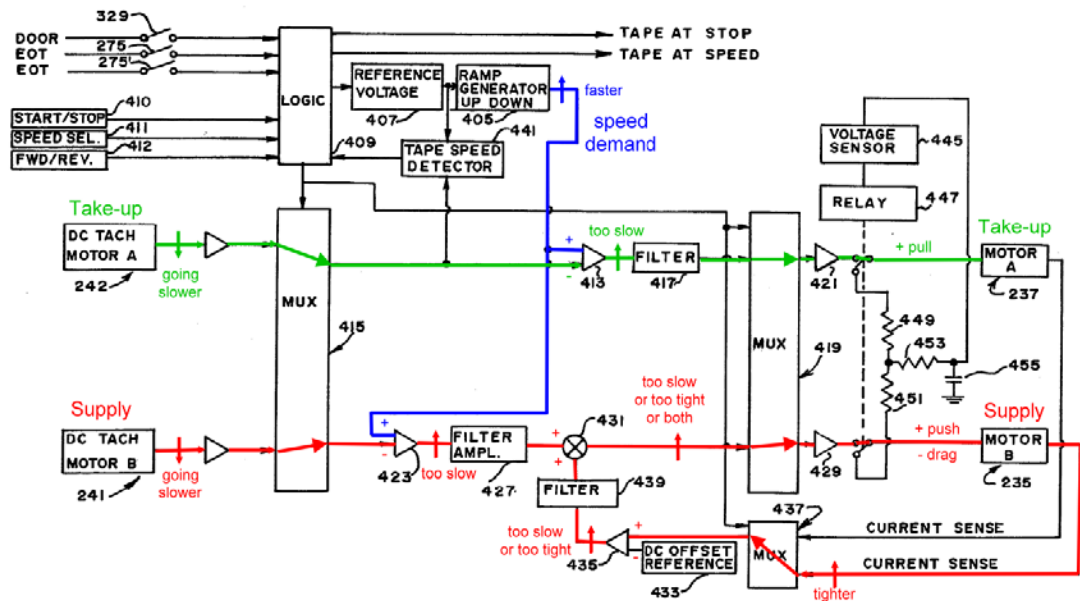 329
DOOR
EOT
EOT
275
275'
TAPE AT STOP
TAPE AT SPEED
LOGIC
REFERENCE
VOLTAGE
407
RAMP
GENERATOR
UP DOWN
405
faster
speed
demand
410
START/STOP
411
SPEED SEL.
412
FWD/REV.
409
441
TAPE SPEED
DETECTOR
VOLTAGE
SENSOR
445
RELAY
447
Take-up
DC TACH
MOTOR A
242
going
slower
MUX
415
+
-
413
too slow
FILTER
417
MUX
419
421
+ pull
Take-up
MOTOR
A
237
449
453
455
451
Supply
DC TACH
MOTOR B
241
going
slower
+
-
423
too slow
FILTER
AMPL.
427
+
+
431
too slow
or too tight
or both
429
+ push
- drag
Supply
MOTOR
B
235
FILTER
439
too slow
or too tight
+
-
435
DC OFFSET
REFERENCE
433
437
MUX
CURRENT SENSE
CURRENT SENSE
tighter